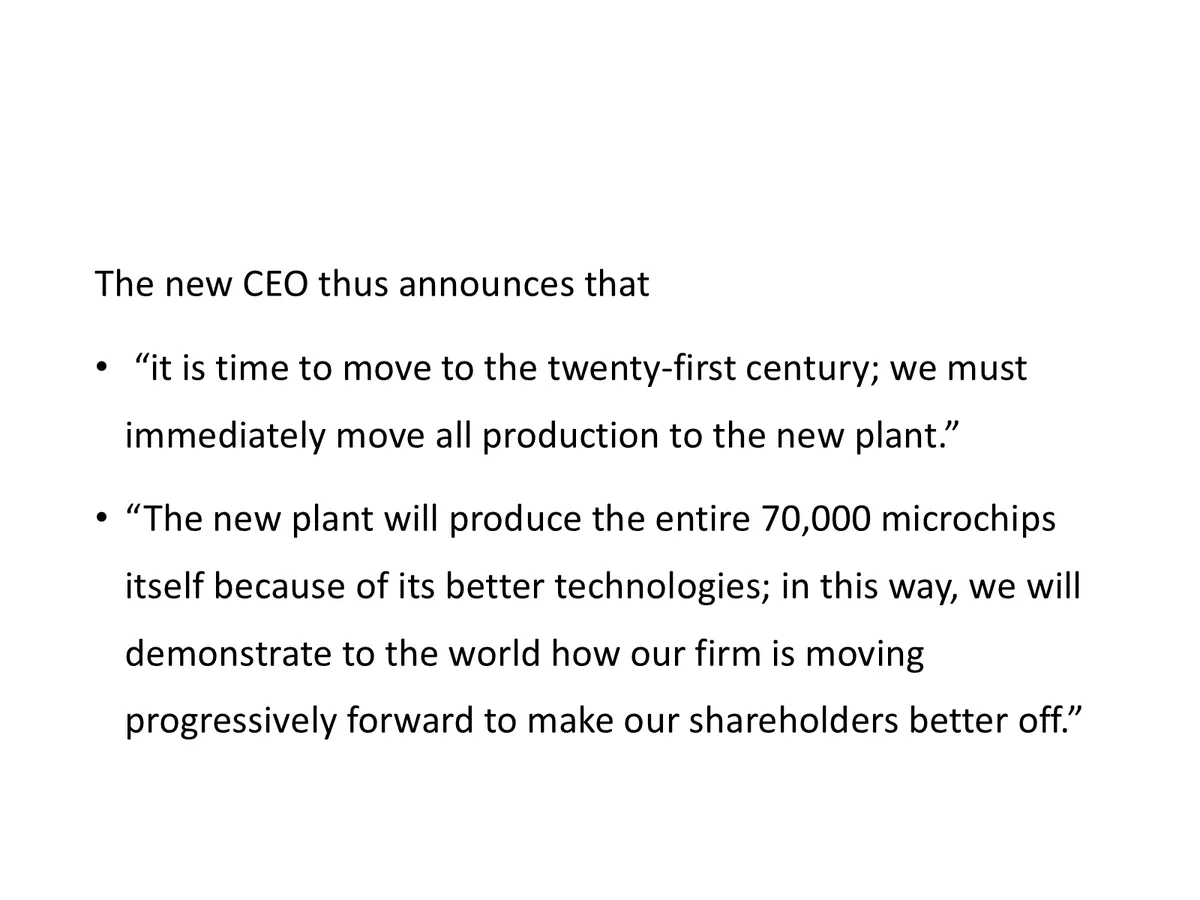 The new CEO thus announces that
• “it is time to move to the twenty-first century; we must
immediately move all production to the new plant.”
• “The new plant will produce the entire 70,000 microchips
itself because of its better technologies; in this way, we will
demonstrate to the world how our firm is moving
progressively forward to make our shareholders better off.”